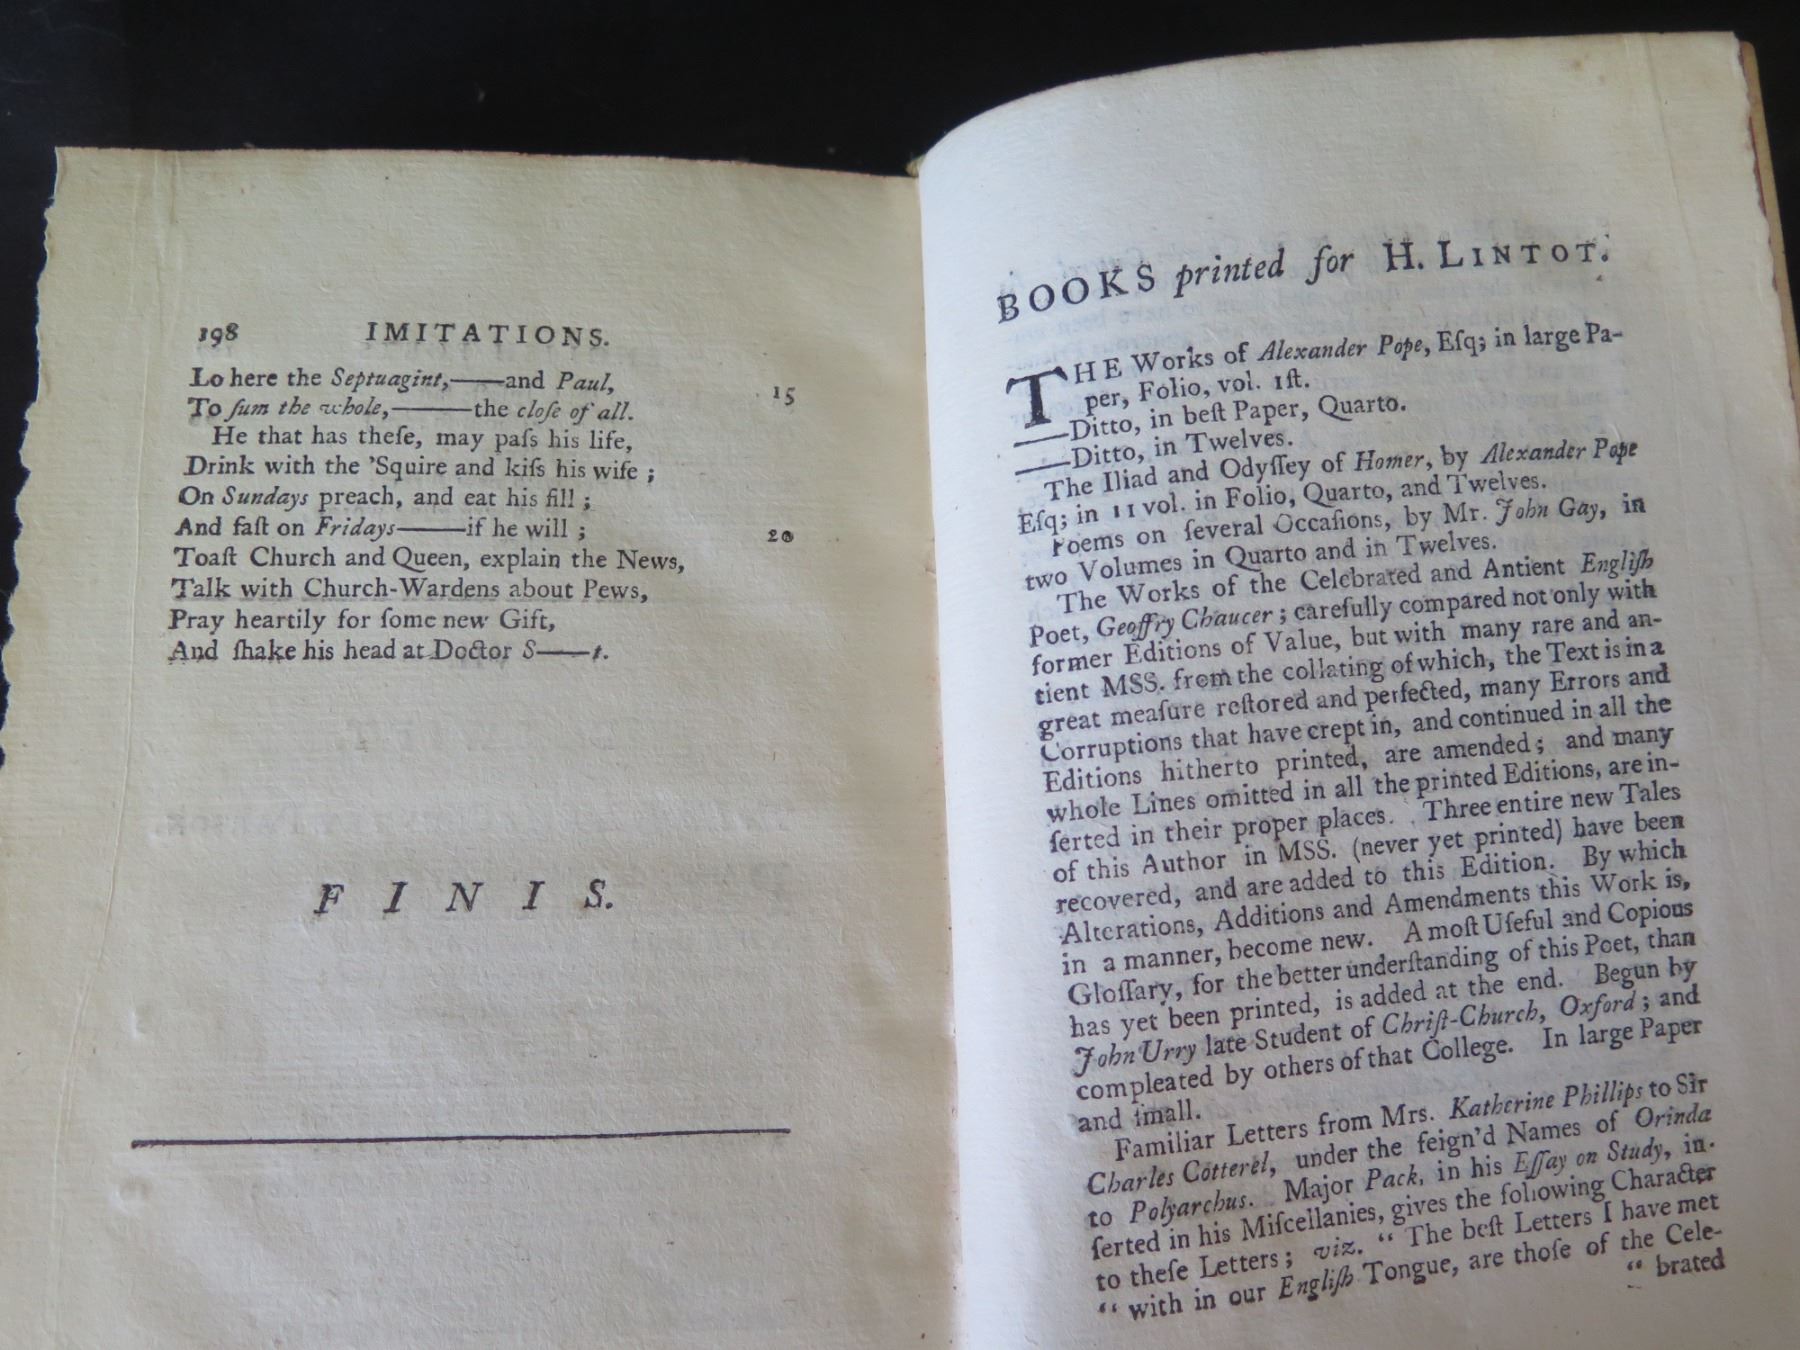 198 IMITATIONS.
Lo here the Septuagint,——and Paul, 15
To ſum the whole,———the cloſe of all.
He that has theſe, may paſs his life,
Drink with the 'Squire and kiſs his wife ;
On Sundays preach, and eat his fill ;
And faſt on Fridays——if he will ; 20
Toaſt Church and Queen, explain the News,
Talk with Church-Wardens about Pews,
Pray heartily for ſome new Gift,
And ſhake his head at Doctor S——t.
FINIS.
BOOKS printed for H. LINTOT.
THE Works of Alexander Pope, Eſq; in large Pa-
per, Folio, vol. 1ſt.
——Ditto, in beſt Paper, Quarto.
——Ditto, in Twelves.
The Iliad and Odyſſey of Homer, by Alexander Pope
Eſq; in 11 vol. in Folio, Quarto, and Twelves.
Poems on ſeveral Occaſions, by Mr. John Gay, in
two Volumes in Quarto and in Twelves.
The Works of the Celebrated and Antient Engliſh
Poet, Geoffry Chaucer ; carefully compared not only with
former Editions of Value, but with many rare and an-
tient MSS. from the collating of which, the Text is in a
great meaſure reſtored and perfected, many Errors and
Corruptions that have crept in, and continued in all the
Editions hitherto printed, are amended ; and many
whole Lines omitted in all the printed Editions, are in-
ſerted in their proper places. Three entire new Tales
of this Author in MSS. (never yet printed) have been
recovered, and are added to this Edition. By which
Alterations, Additions and Amendments this Work is,
in a manner, become new. A moſt Uſeful and Copious
Gloſſary, for the better underſtanding of this Poet, than
has yet been printed, is added at the end. Begun by
John Urry late Student of Chriſt-Church, Oxford ; and
compleated by others of that College. In large Paper
and ſmall.
Familiar Letters from Mrs. Katherine Phillips to Sir
Charles Cotterel, under the feign'd Names of Orinda
to Polyarchus. Major Pack, in his Eſſay on Study, in-
ſerted in his Miſcellanies, gives the following Character
to theſe Letters ; viz. “ The beſt Letters I have met
“ with in our Engliſh Tongue, are thoſe of the Cele-
“ brated